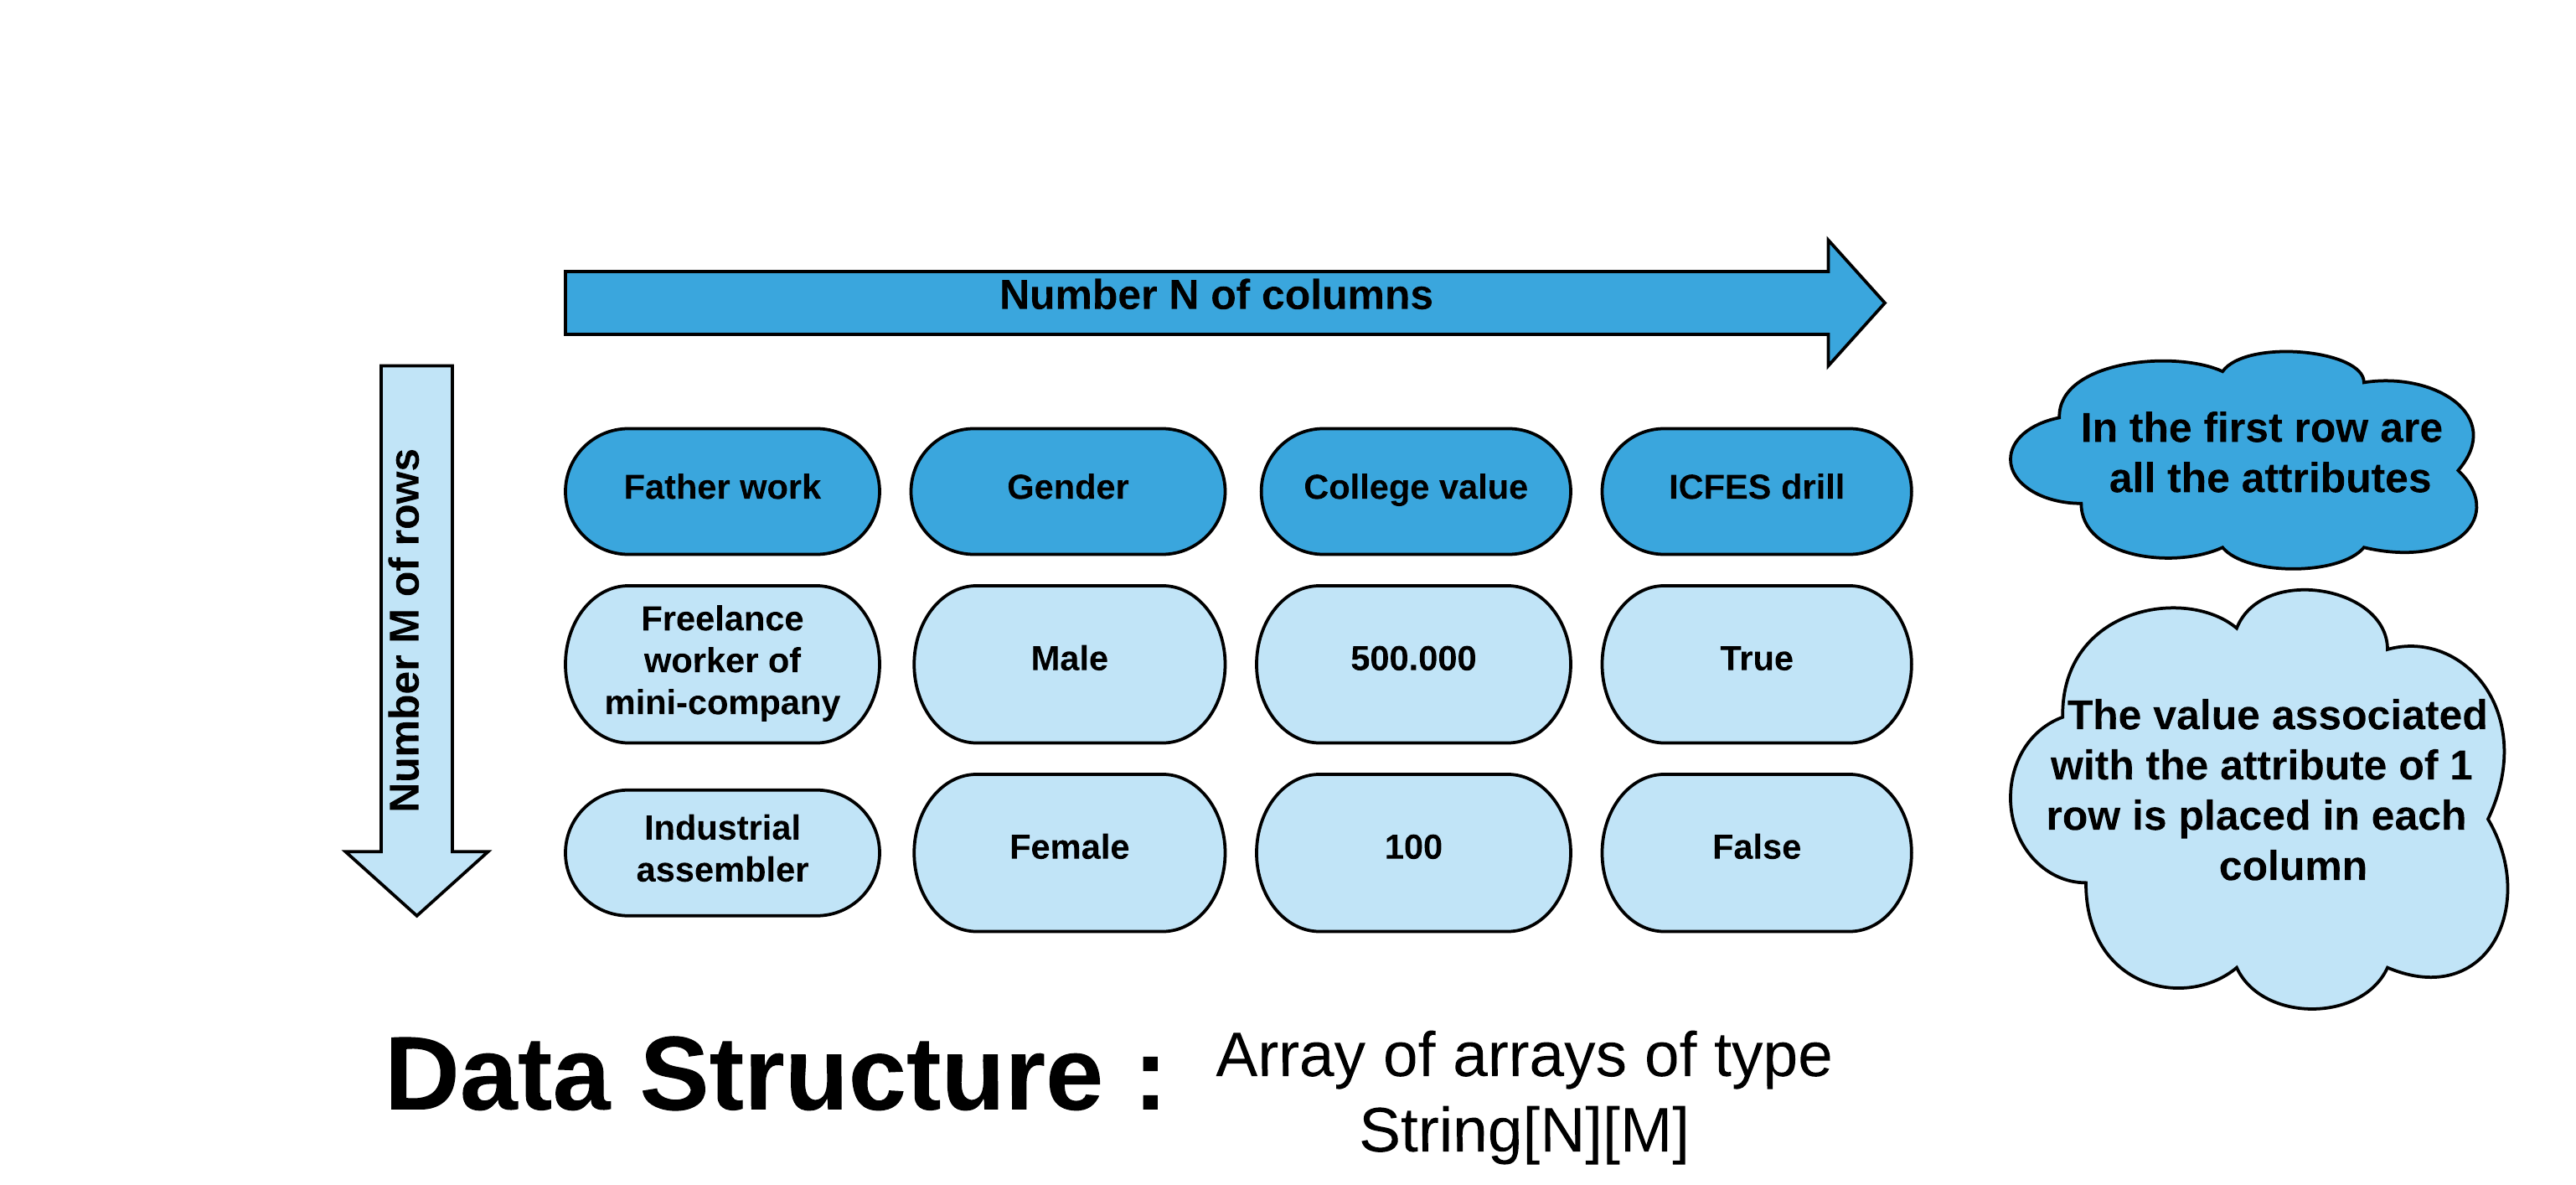 Number N of columns
Number M of rows
Father work
Gender
College value
ICFES drill
In the first row are
all the attributes
Freelance
worker of
mini-company
Male
500.000
True
The value associated
with the attribute of 1
row is placed in each
column
Industrial
assembler
Female
100
False
Data Structure :
Array of arrays of type
String[N][M]